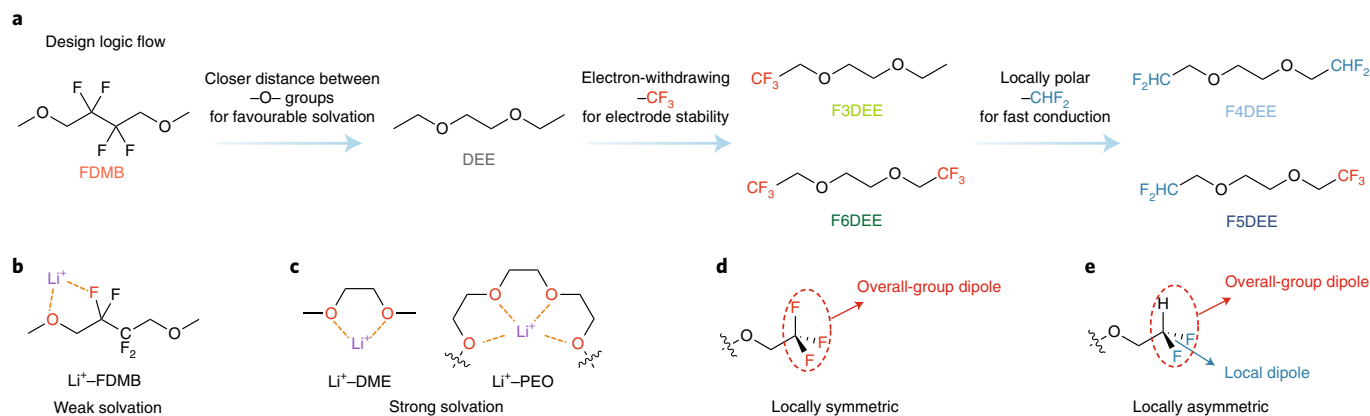 a
Design logic flow
F F
O O
F F
FDMB
Closer distance between
–O– groups
for favourable solvation
O O
DEE
Electron-withdrawing
–CF3
for electrode stability
CF3 O O
F3DEE
CF3 O O CF3
F6DEE
Locally polar
–CHF2
for fast conduction
F2HC O O CHF2
F4DEE
F2HC O O CF3
F5DEE
b
Li+
F F
O O
F2
Li+–FDMB
Weak solvation
c
O O
Li+
Li+–DME
O O
O Li+ O
Li+–PEO
Strong solvation
d
Overall-group dipole
F
O F
F
Locally symmetric
e
Overall-group dipole
H
O F
F
Local dipole
Locally asymmetric